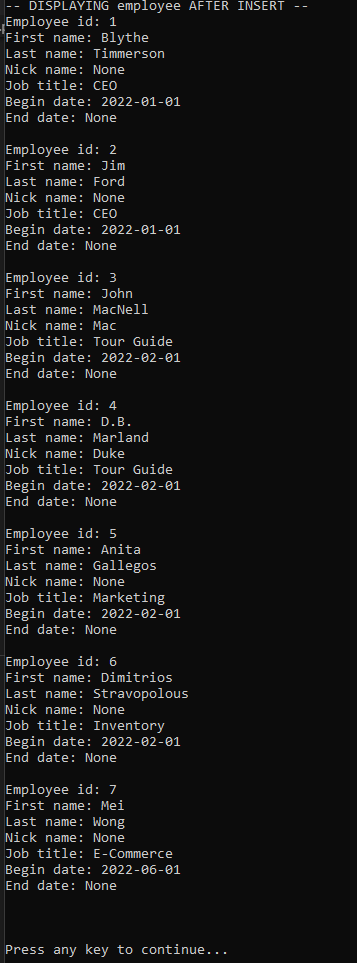 -- DISPLAYING employee AFTER INSERT --
Employee id: 1
First name: Blythe
Last name: Timmerson
Nick name: None
Job title: CEO
Begin date: 2022-01-01
End date: None

Employee id: 2
First name: Jim
Last name: Ford
Nick name: None
Job title: CEO
Begin date: 2022-01-01
End date: None

Employee id: 3
First name: John
Last name: MacNell
Nick name: Mac
Job title: Tour Guide
Begin date: 2022-02-01
End date: None

Employee id: 4
First name: D.B.
Last name: Marland
Nick name: Duke
Job title: Tour Guide
Begin date: 2022-02-01
End date: None

Employee id: 5
First name: Anita
Last name: Gallegos
Nick name: None
Job title: Marketing
Begin date: 2022-02-01
End date: None

Employee id: 6
First name: Dimitrios
Last name: Stravopolous
Nick name: None
Job title: Inventory
Begin date: 2022-02-01
End date: None

Employee id: 7
First name: Mei
Last name: Wong
Nick name: None
Job title: E-Commerce
Begin date: 2022-06-01
End date: None

Press any key to continue...